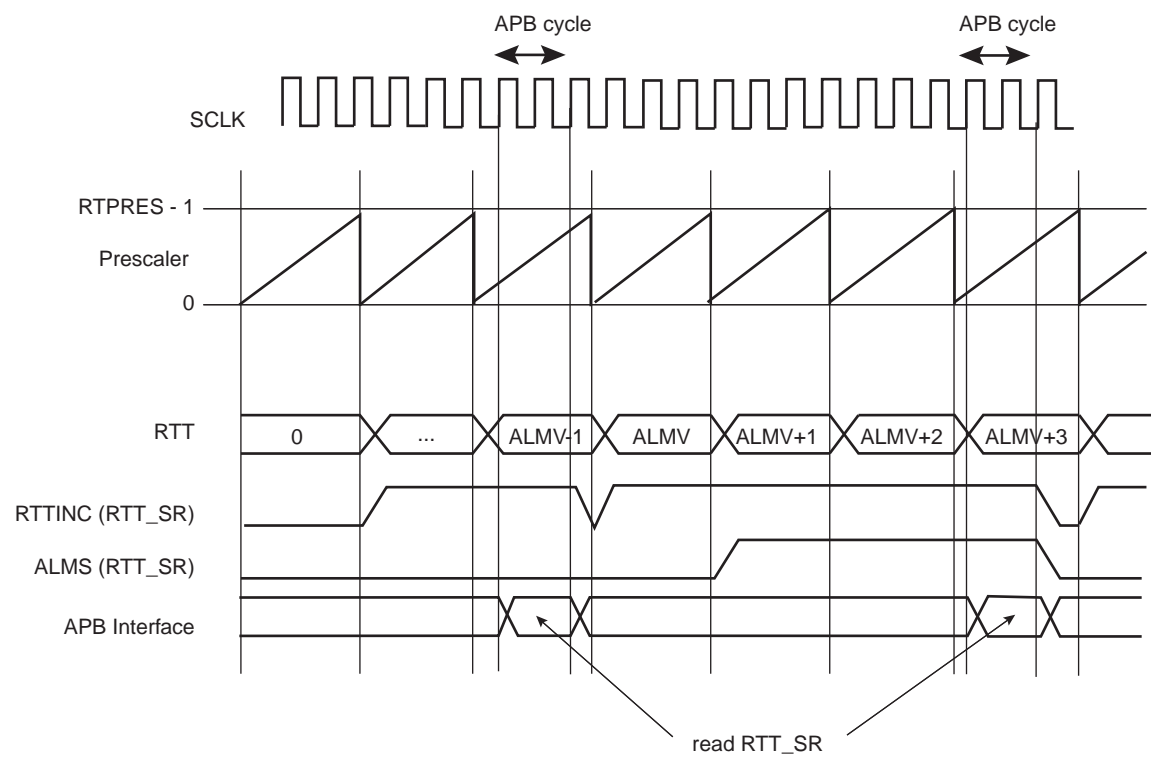 APB cycle APB cycle
SCLK
RTPRES - 1
Prescaler
0
RTT 0 ... ALMV-1 ALMV ALMV+1 ALMV+2 ALMV+3
RTTINC (RTT_SR)
ALMS (RTT_SR)
APB Interface
read RTT_SR